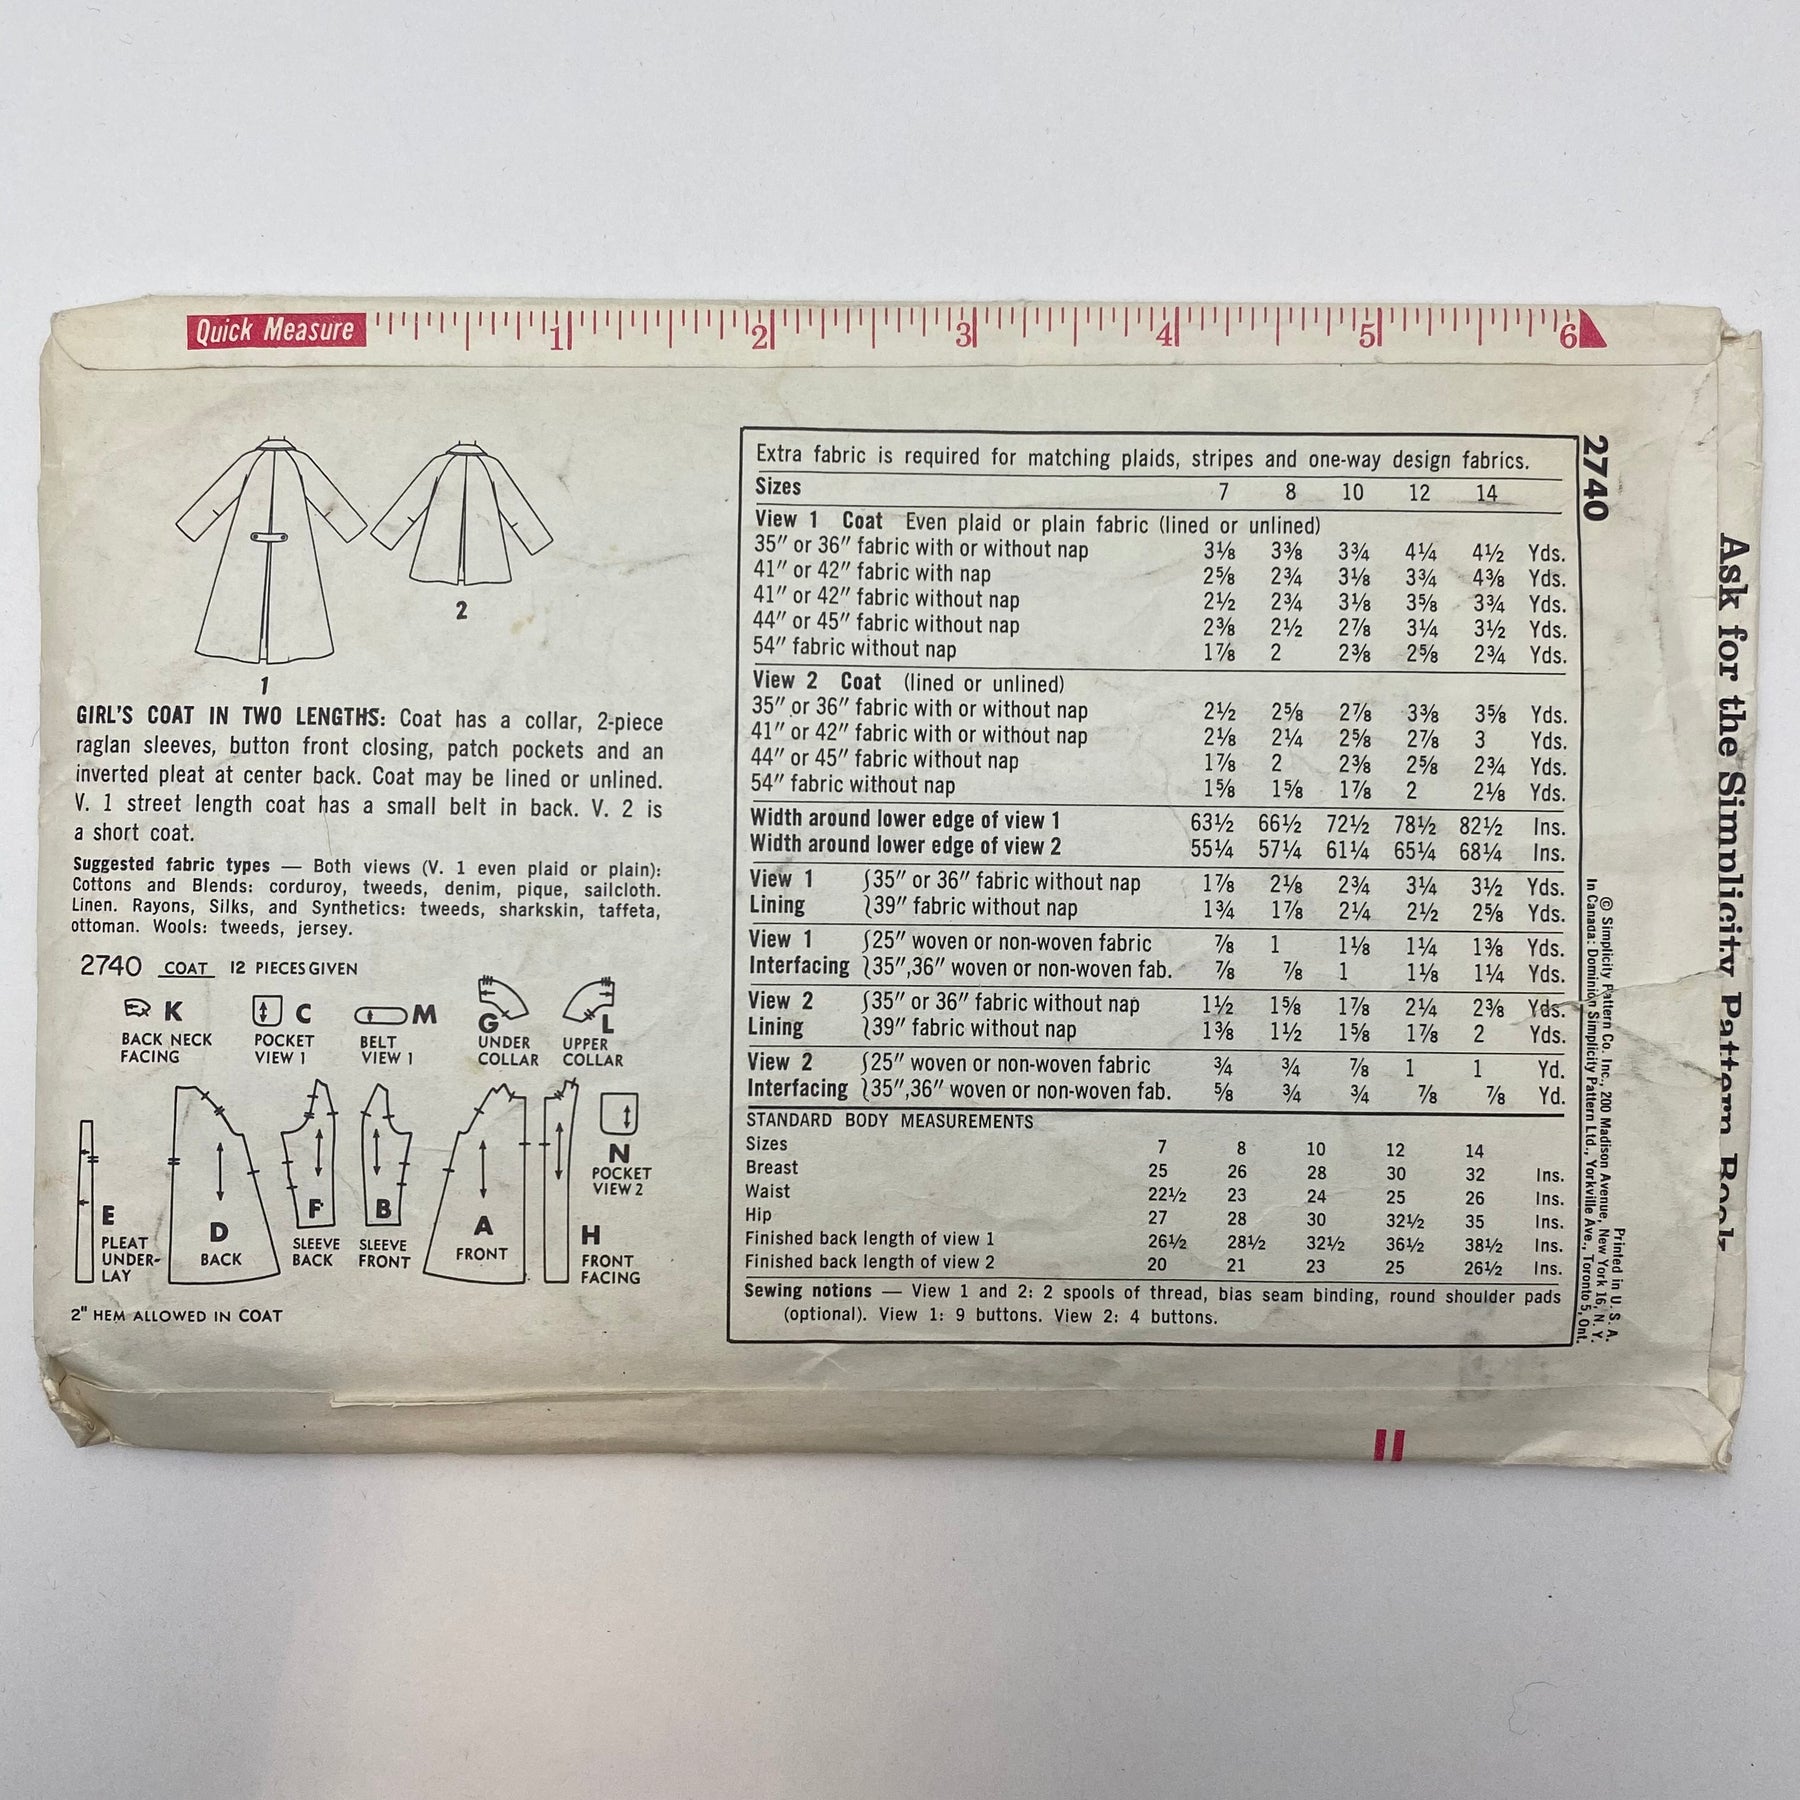 Quick Measure 1 2 3 4 5 6
1
2
GIRL'S COAT IN TWO LENGTHS: Coat has a collar, 2-piece
raglan sleeves, button front closing, patch pockets and an
inverted pleat at center back. Coat may be lined or unlined.
V. 1 street length coat has a small belt in back. V. 2 is
a short coat.
Suggested fabric types — Both views (V. 1 even plaid or plain):
Cottons and Blends: corduroy, tweeds, denim, pique, sailcloth.
Linen. Rayons, Silks, and Synthetics: tweeds, sharkskin, taffeta,
ottoman. Wools: tweeds, jersey.
2740 COAT 12 PIECES GIVEN
K
BACK NECK
FACING
C
POCKET
VIEW 1
M
BELT
VIEW 1
G
UNDER
COLLAR
L
UPPER
COLLAR
E
PLEAT
UNDER-
LAY
D
BACK
F
SLEEVE
BACK
B
SLEEVE
FRONT
A
FRONT
H
FRONT
FACING
N
POCKET
VIEW 2
2" HEM ALLOWED IN COAT
Extra fabric is required for matching plaids, stripes and one-way design fabrics.
Sizes 7 8 10 12 14
View 1 Coat Even plaid or plain fabric (lined or unlined)
35" or 36" fabric with or without nap 3⅛ 3⅜ 3¾ 4¼ 4½ Yds.
41" or 42" fabric with nap 2⅝ 2¾ 3⅛ 3¾ 4⅜ Yds.
41" or 42" fabric without nap 2½ 2¾ 3⅛ 3⅝ 3¾ Yds.
44" or 45" fabric without nap 2⅜ 2½ 2⅞ 3¼ 3½ Yds.
54" fabric without nap 1⅞ 2 2⅜ 2⅝ 2¾ Yds.
View 2 Coat (lined or unlined)
35" or 36" fabric with or without nap 2½ 2⅝ 2⅞ 3⅜ 3⅝ Yds.
41" or 42" fabric with or without nap 2⅛ 2¼ 2⅝ 2⅞ 3 Yds.
44" or 45" fabric without nap 1⅞ 2 2⅜ 2⅝ 2¾ Yds.
54" fabric without nap 1⅝ 1⅝ 1⅞ 2 2⅛ Yds.
Width around lower edge of view 1 63½ 66½ 72½ 78½ 82½ Ins.
Width around lower edge of view 2 55¼ 57¼ 61¼ 65¼ 68¼ Ins.
View 1 35" or 36" fabric without nap 1⅞ 2⅛ 2¾ 3¼ 3½ Yds.
Lining 39" fabric without nap 1¾ 1⅞ 2¼ 2½ 2⅝ Yds.
View 1 25" woven or non-woven fabric ⅞ 1 1⅛ 1¼ 1⅜ Yds.
Interfacing 35",36" woven or non-woven fab. ⅞ ⅞ 1 1⅛ 1¼ Yds.
View 2 35" or 36" fabric without nap 1½ 1⅝ 1⅞ 2¼ 2⅜ Yds.
Lining 39" fabric without nap 1⅜ 1½ 1⅝ 1⅞ 2 Yds.
View 2 25" woven or non-woven fabric ¾ ¾ ⅞ 1 1 Yd.
Interfacing 35",36" woven or non-woven fab. ⅝ ¾ ¾ ⅞ ⅞ Yd.
STANDARD BODY MEASUREMENTS
Sizes 7 8 10 12 14
Breast 25 26 28 30 32 Ins.
Waist 22½ 23 24 25 26 Ins.
Hip 27 28 30 32½ 35 Ins.
Finished back length of view 1 26½ 28½ 32½ 36½ 38½ Ins.
Finished back length of view 2 20 21 23 25 26½ Ins.
Sewing notions — View 1 and 2: 2 spools of thread, bias seam binding, round shoulder pads
(optional). View 1: 9 buttons. View 2: 4 buttons.
2740
Printed in U. S. A.
© Simplicity Pattern Co. Inc., 200 Madison Avenue, New York 16, N. Y.
In Canada: Dominion Simplicity Pattern Ltd., Yorkville Ave., Toronto 5, Ont.
Ask for the Simplicity Pattern Book